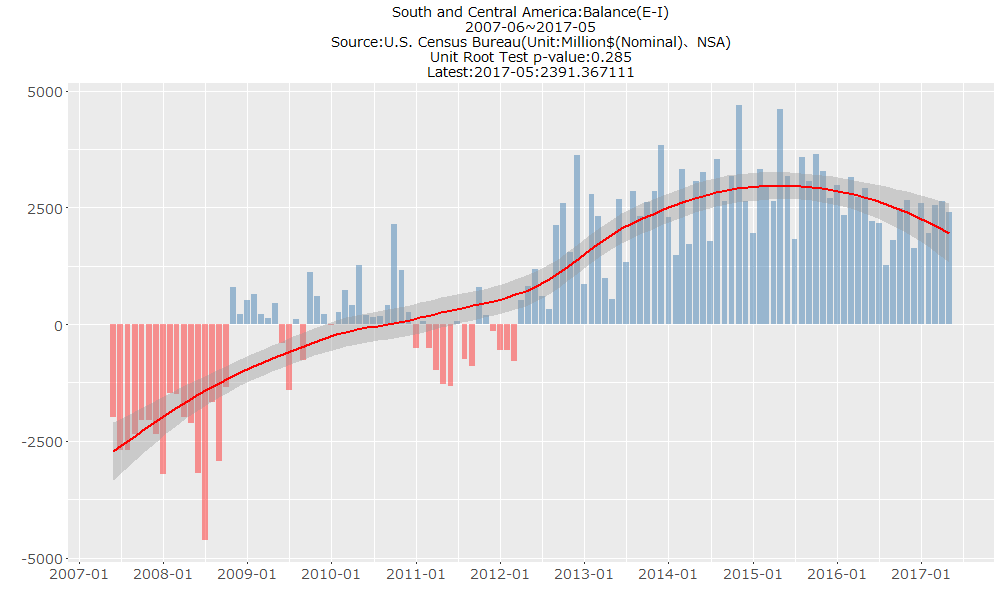 South and Central America:Balance(E-I)
2007-06~2017-05
Source:U.S. Census Bureau(Unit:Million$(Nominal)、NSA)
Unit Root Test p-value:0.285
Latest:2017-05:2391.367111
5000
2500
0
-2500
-5000
2007-01 2008-01 2009-01 2010-01 2011-01 2012-01 2013-01 2014-01 2015-01 2016-01 2017-01